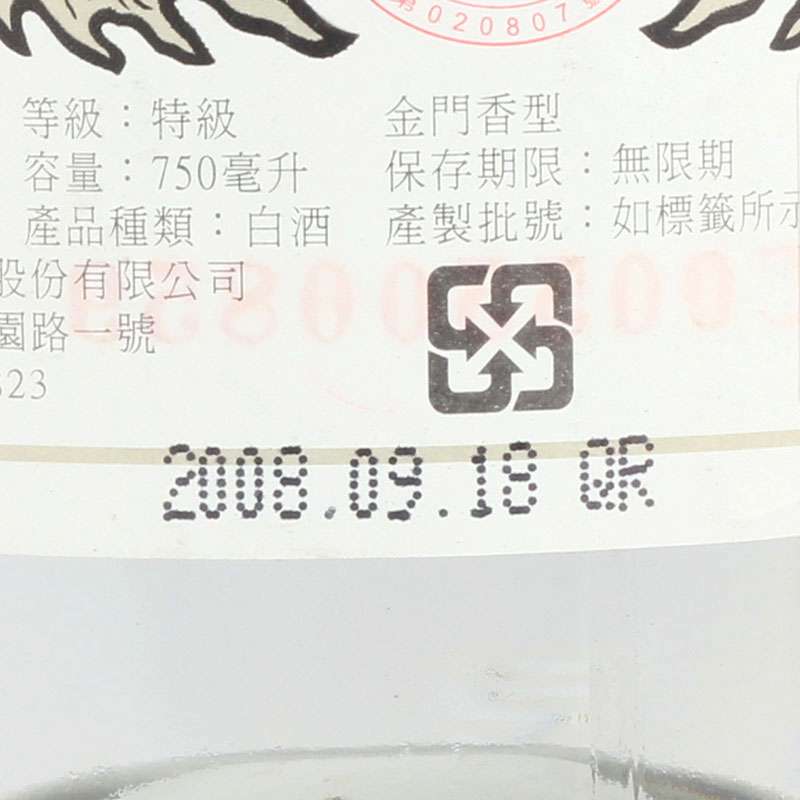 020807
等級：特級 金門香型
容量：750毫升 保存期限：無限期
產品種類：白酒 產製批號：如標籤所示
股份有限公司
園路一號
323
2008.09.18 QR